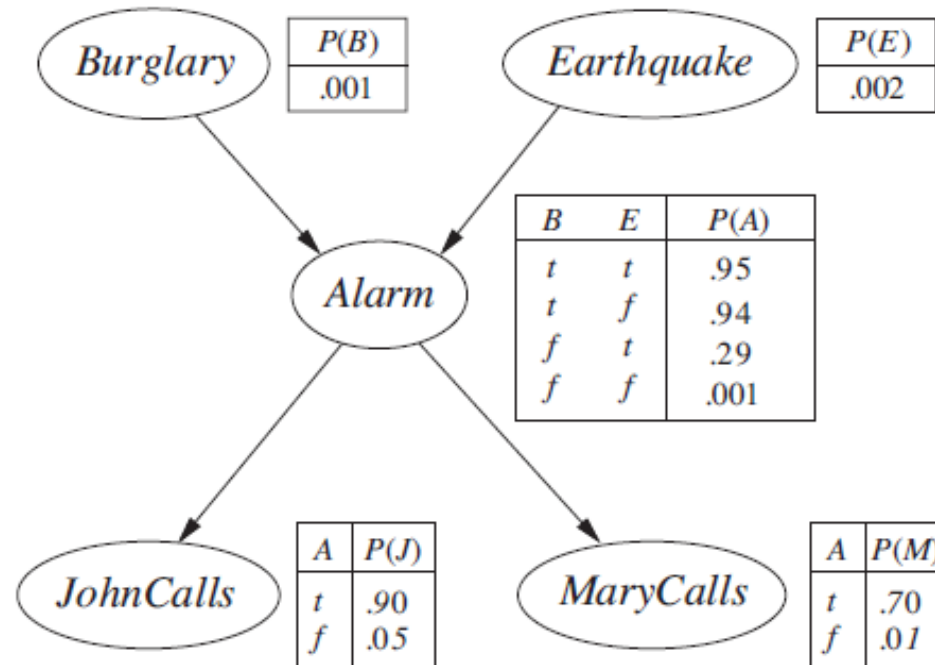 Burglary
P(B)
.001
Earthquake
P(E)
.002
Alarm
B E P(A)
t t .95
t f .94
f t .29
f f .001
JohnCalls
A P(J)
t .90
f .05
MaryCalls
A P(M)
t .70
f .01